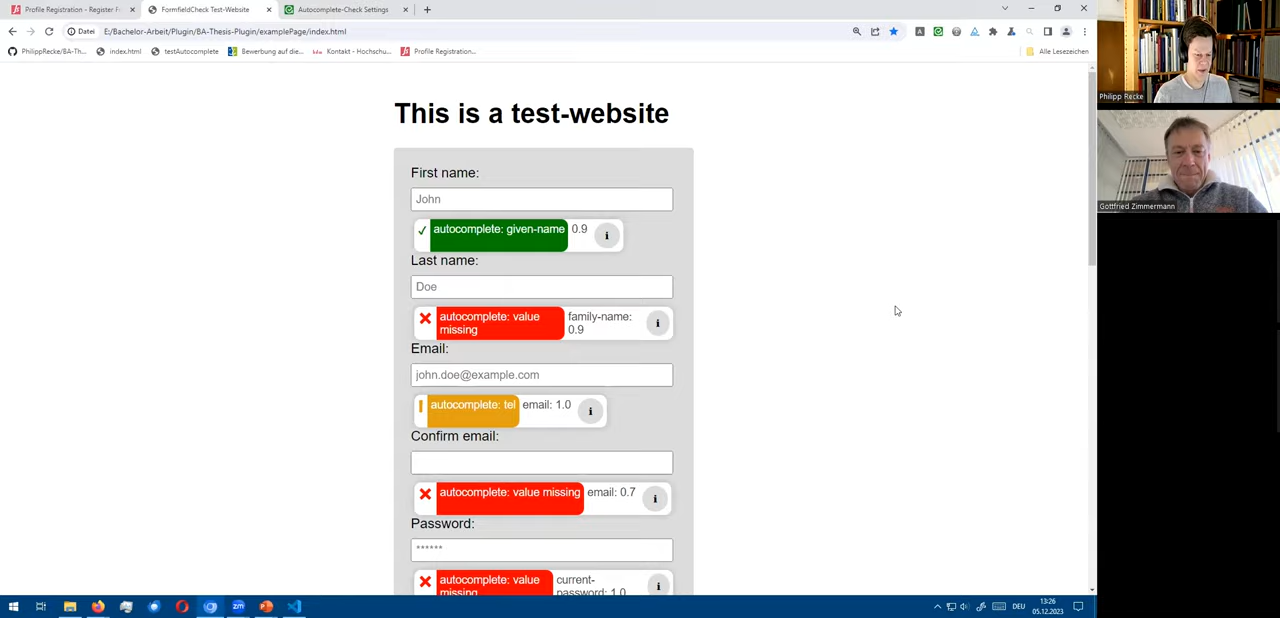 Profile Registration - Register F
FormfieldCheck Test-Website
Autocomplete-Check Settings
Datei
E:/Bachelor-Arbeit/Plugin/BA-Thesis-Plugin/examplePage/index.html
PhilippRecke/BA-Th...
index.html
testAutocomplete
Bewerbung auf die...
Kontakt - Hochschu...
Profile Registration...
Alle Lesezeichen
This is a test-website
First name:
John
autocomplete: given-name 0.9
Last name:
Doe
autocomplete: value missing
family-name: 0.9
Email:
john.doe@example.com
autocomplete: tel email: 1.0
Confirm email:
autocomplete: value missing email: 0.7
Password:
******
autocomplete: value missing
current-password: 1.0
Philipp Recke
Gottfried Zimmermann
DEU
13:26
05.12.2023